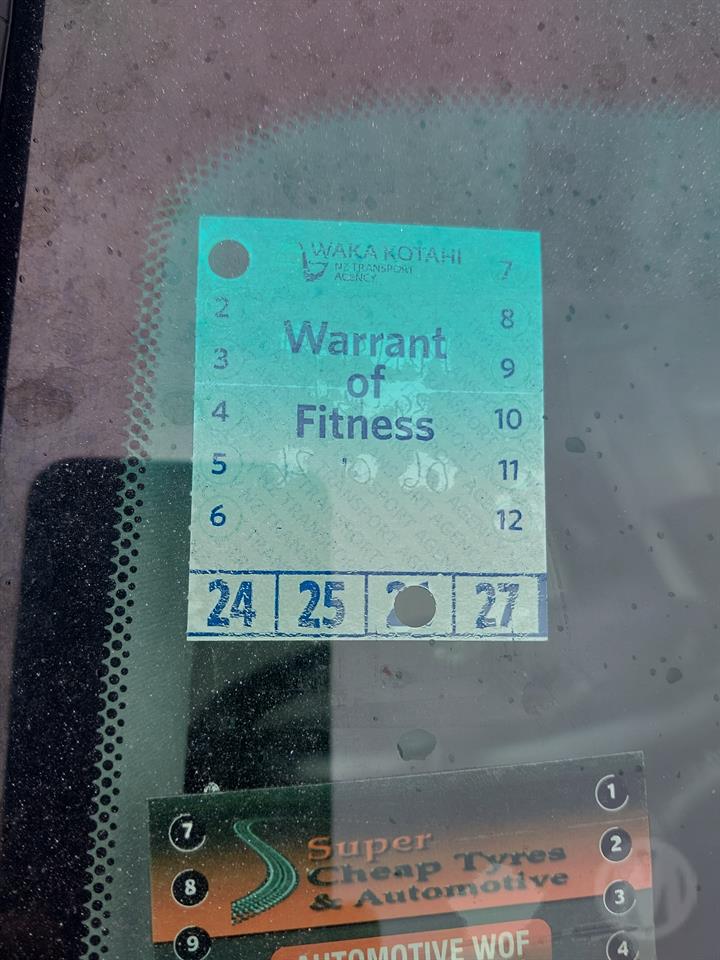 WAKA KOTAHI
NZ TRANSPORT
AGENCY
7
2
8
Warrant
3
9
of
4
Fitness
10
5
11
6
12
24 25 27
1
7
Super
2
Cheap Tyres
8
& Automotive
3
9
AUTOMOTIVE WOF
4